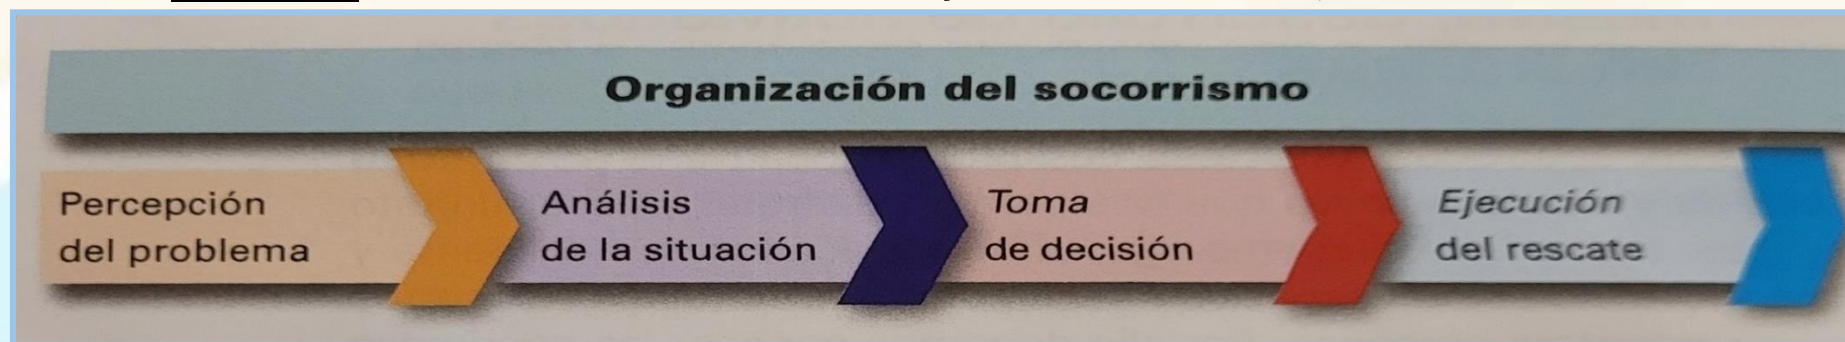 Organización del socorrismo
Percepción
del problema
Análisis
de la situación
Toma
de decisión
Ejecución
del rescate